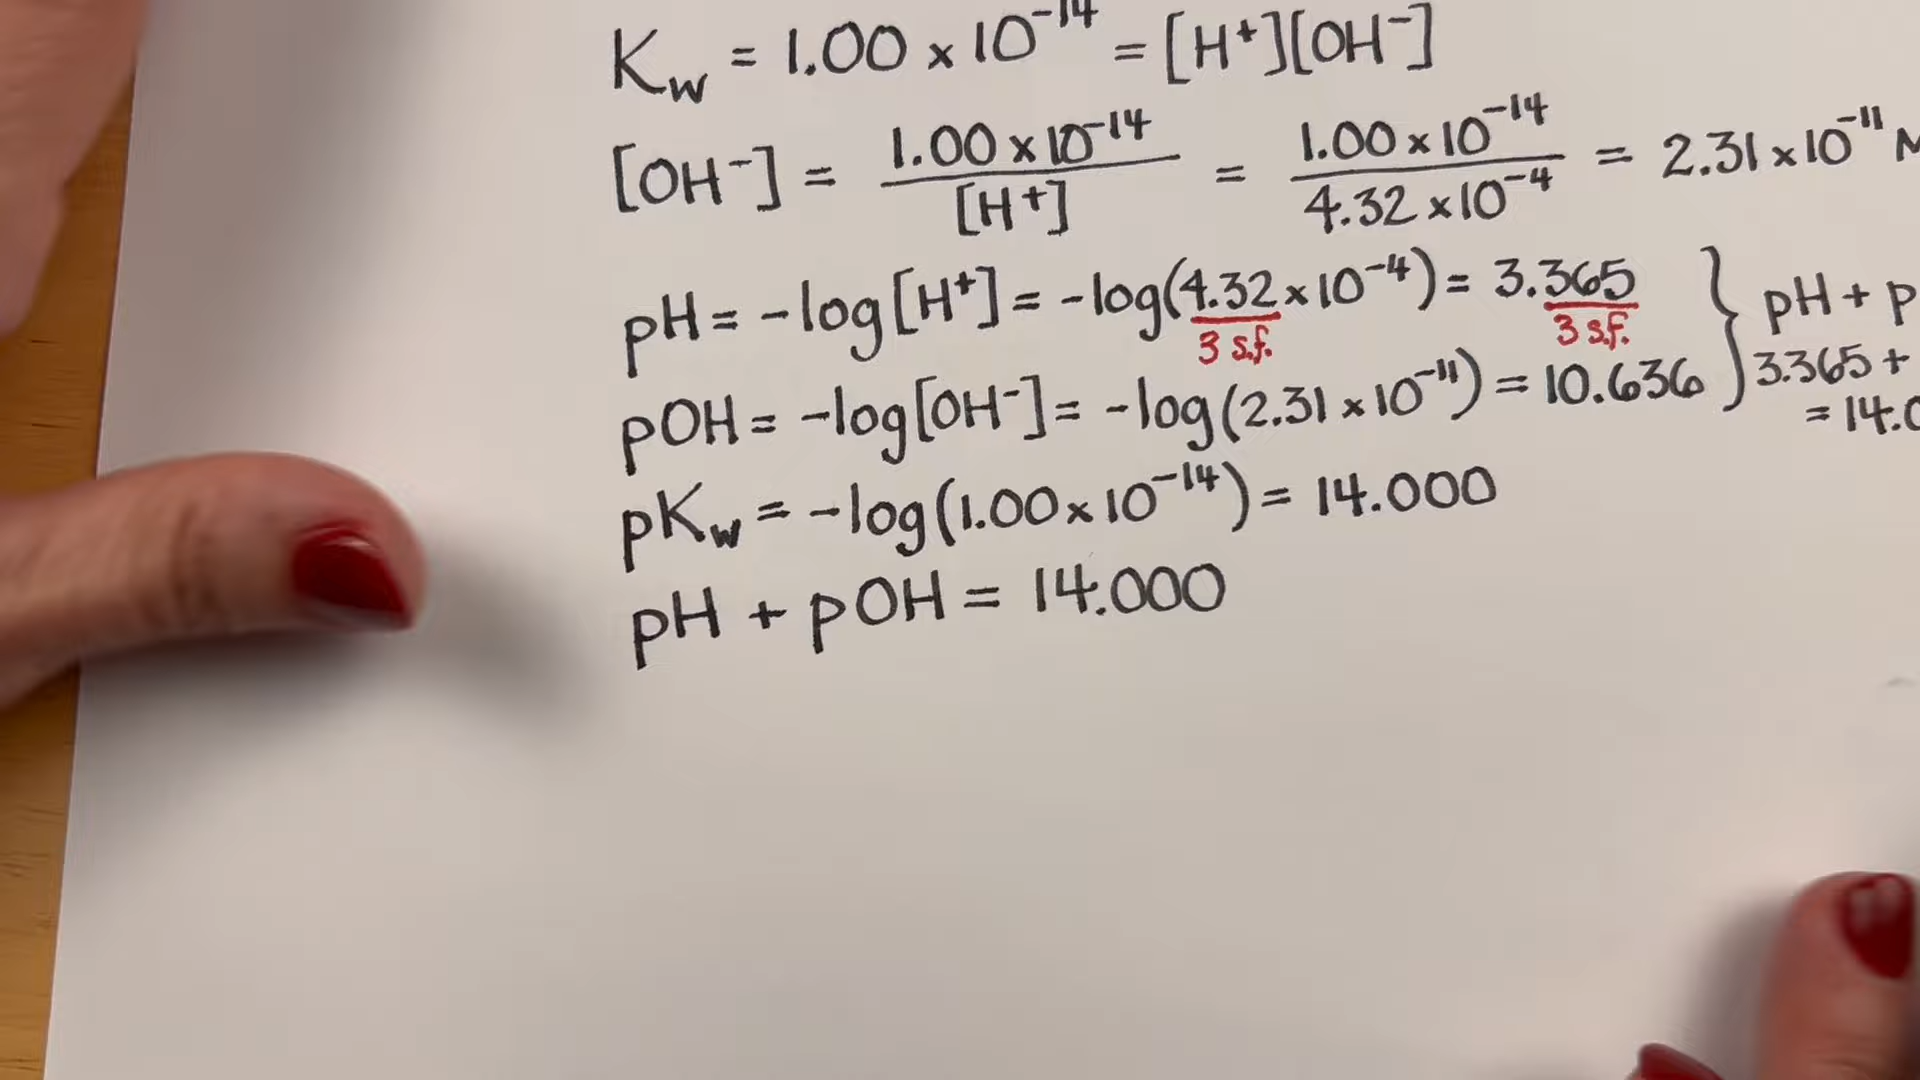 Kw = 1.00 × 10⁻¹⁴ = [H⁺][OH⁻]
[OH⁻] = 1.00 × 10⁻¹⁴ / [H⁺] = 1.00 × 10⁻¹⁴ / 4.32 × 10⁻⁴ = 2.31 × 10⁻¹¹ M
pH = -log[H⁺] = -log(4.32 × 10⁻⁴) = 3.365 } pH + p
3 s.f. 3 s.f.
pOH = -log[OH⁻] = -log(2.31 × 10⁻¹¹) = 10.636 3.365 +
= 14.0
pKw = -log(1.00 × 10⁻¹⁴) = 14.000
pH + pOH = 14.000